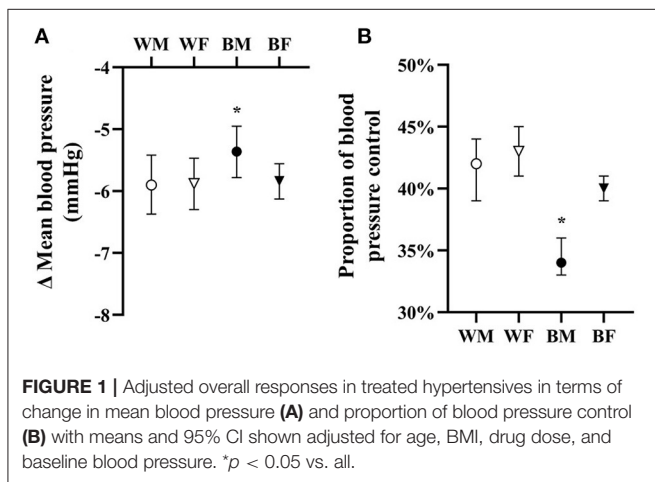 A
WM WF BM BF
-4
-5
-6
-7
-8
Δ Mean blood pressure
(mmHg)
*
B
50%
45%
40%
35%
30%
Proportion of blood
pressure control
*
WM WF BM BF
FIGURE 1 | Adjusted overall responses in treated hypertensives in terms of
change in mean blood pressure (A) and proportion of blood pressure control
(B) with means and 95% CI shown adjusted for age, BMI, drug dose, and
baseline blood pressure. *p < 0.05 vs. all.